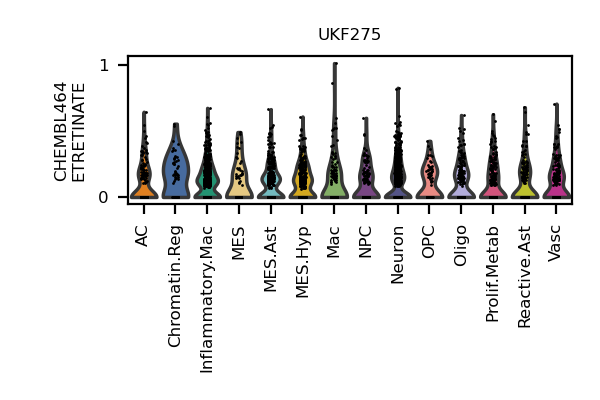 UKF275
CHEMBL464
ETRETINATE
1
0
AC
Chromatin.Reg
Inflammatory.Mac
MES
MES.Ast
MES.Hyp
Mac
NPC
Neuron
OPC
Oligo
Prolif.Metab
Reactive.Ast
Vasc